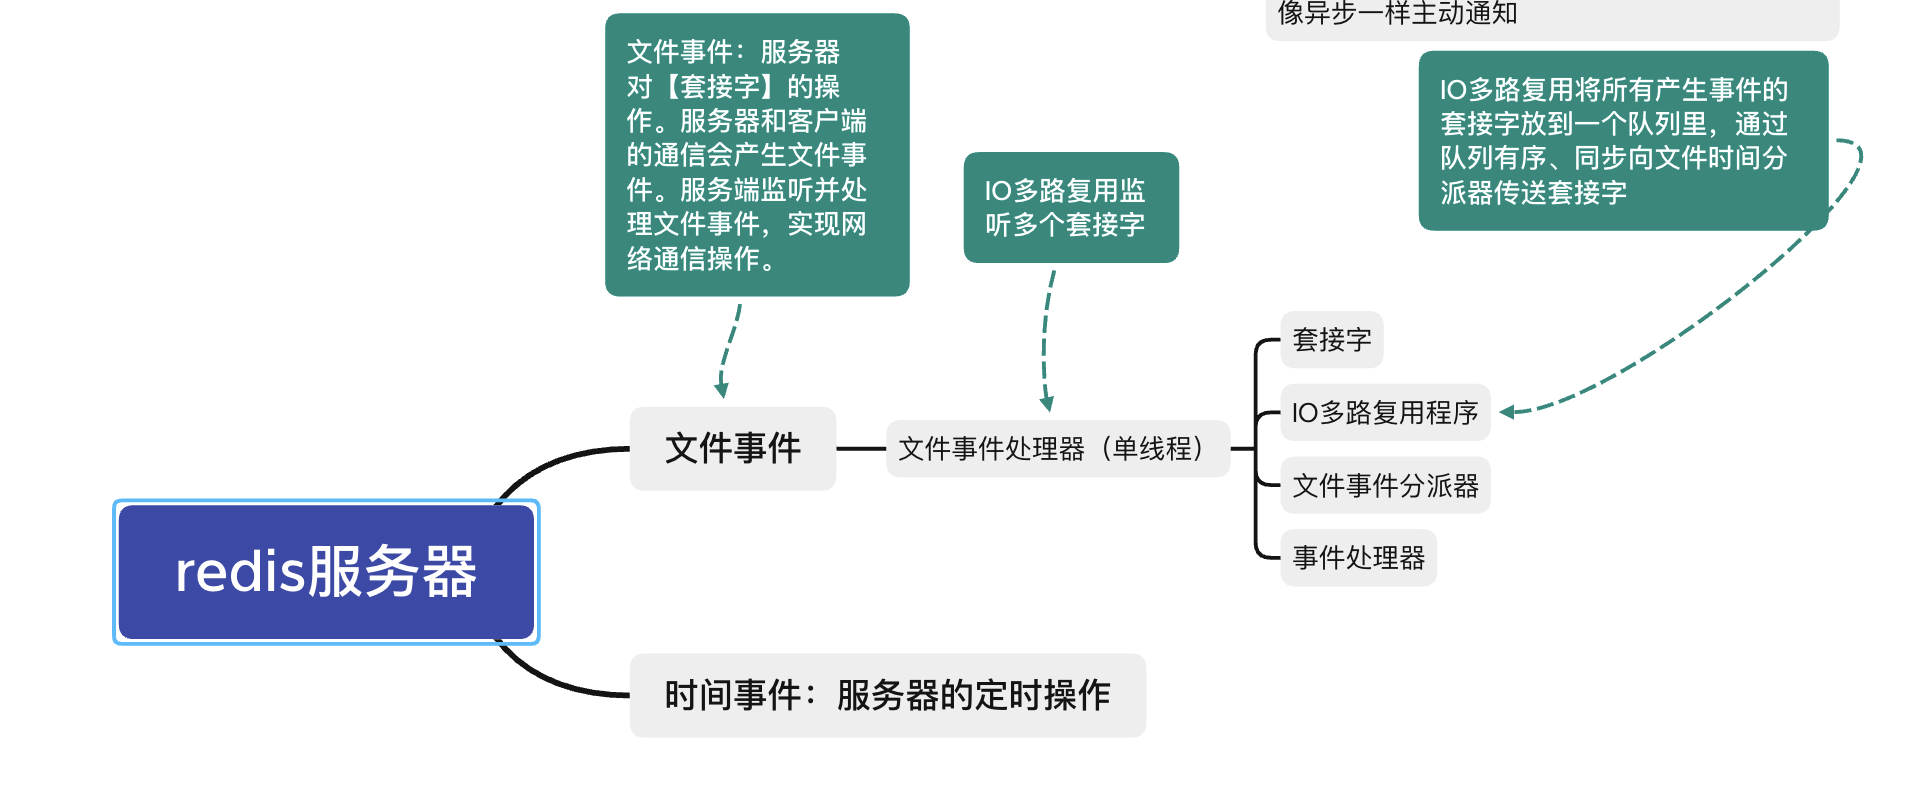 像异步一样主动通知
文件事件：服务器
对【套接字】的操
作。服务器和客户端
的通信会产生文件事
件。服务端监听并处
理文件事件，实现网
络通信操作。
IO多路复用监
听多个套接字
IO多路复用将所有产生事件的
套接字放到一个队列里，通过
队列有序、同步向文件时间分
派器传送套接字
套接字
IO多路复用程序
文件事件
文件事件处理器（单线程）
文件事件分派器
事件处理器
redis服务器
时间事件：服务器的定时操作